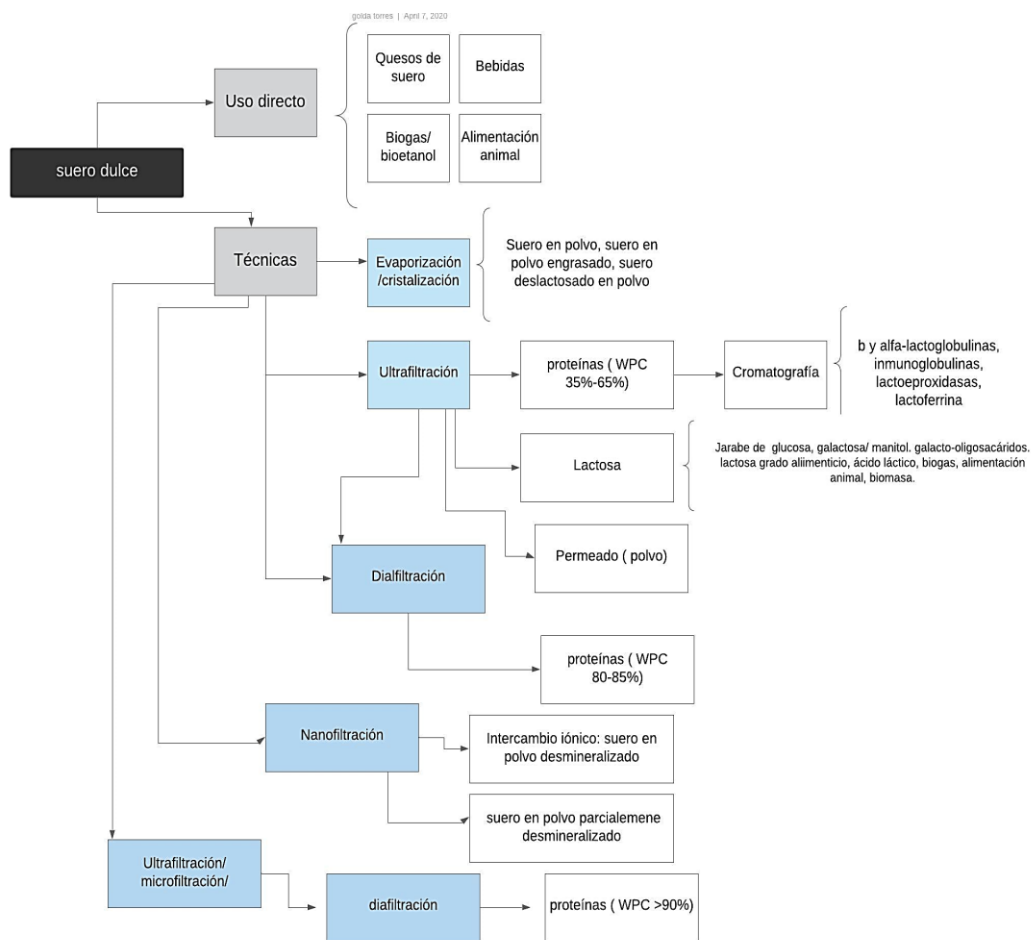 golda torres | April 7, 2020
Quesos de
suero
Bebidas
Uso directo
Biogas/
bioetanol
Alimentación
animal
suero dulce
Técnicas
Evaporización
/cristalización
Suero en polvo, suero en
polvo engrasado, suero
deslactosado en polvo
Ultrafiltración
proteínas ( WPC
35%-65%)
Cromatografía
b y alfa-lactoglobulinas,
inmunoglobulinas,
lactoeproxidasas,
lactoferrina
Lactosa
Jarabe de glucosa, galactosa/ manitol. galacto-oligosacáridos.
lactosa grado aliimenticio, ácido láctico, biogas, alimentación
animal, biomasa.
Permeado ( polvo)
Dialfiltración
proteínas ( WPC
80-85%)
Nanofiltración
Intercambio iónico: suero en
polvo desmineralizado
suero en polvo parcialemene
desmineralizado
Ultrafiltración/
microfiltración/
diafiltración
proteínas ( WPC >90%)